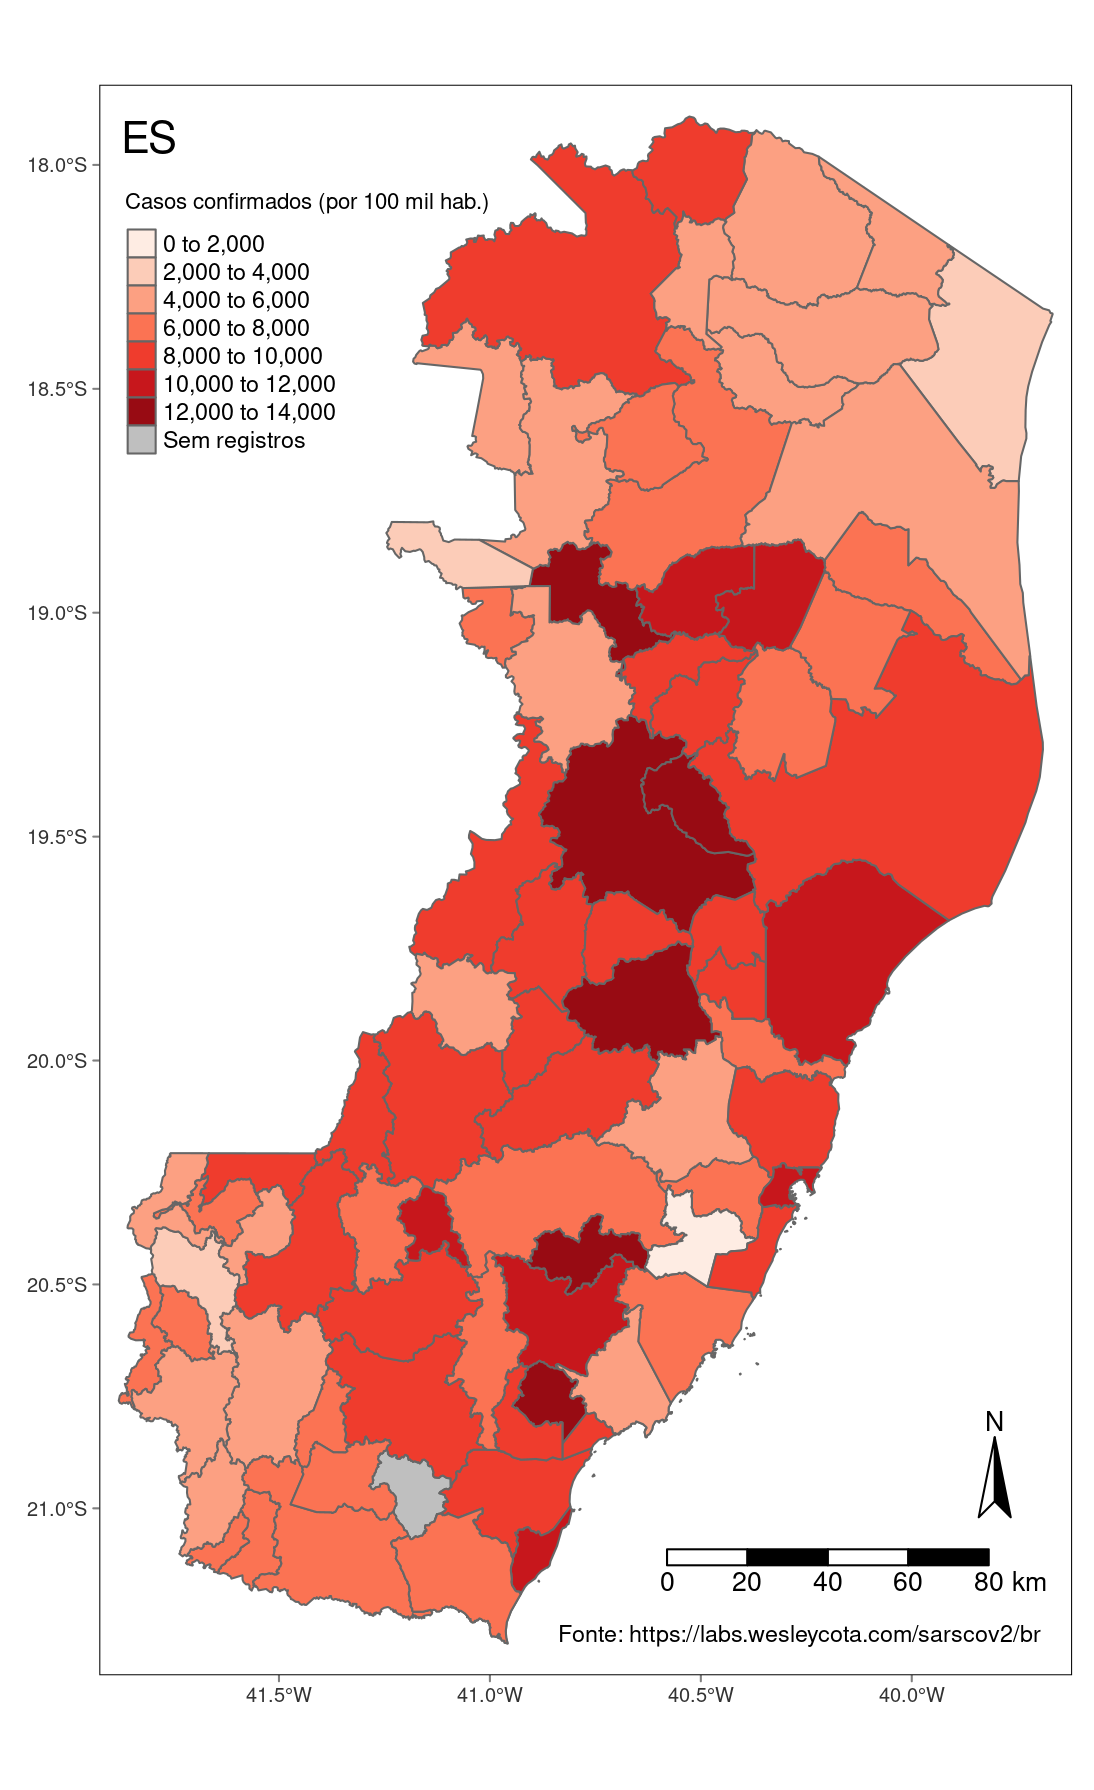 ES
Casos confirmados (por 100 mil hab.)
0 to 2,000
2,000 to 4,000
4,000 to 6,000
6,000 to 8,000
8,000 to 10,000
10,000 to 12,000
12,000 to 14,000
Sem registros
18.0°S
18.5°S
19.0°S
19.5°S
20.0°S
20.5°S
21.0°S
N
0 20 40 60 80 km
Fonte: https://labs.wesleycota.com/sarscov2/br
41.5°W 41.0°W 40.5°W 40.0°W